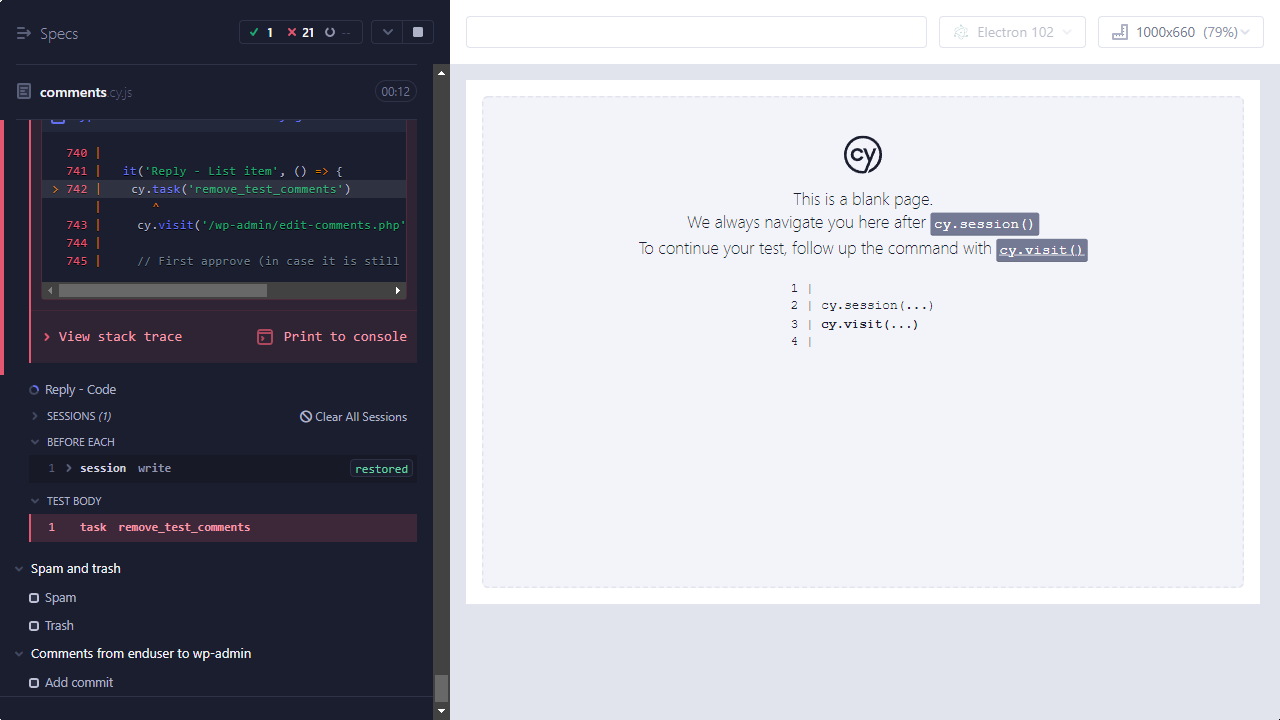 Specs
1
21
--
comments.cy.js
00:12
740 |
741 | it('Reply - List item', () => {
> 742 | cy.task('remove_test_comments')
| ^
743 | cy.visit('/wp-admin/edit-comments.php'
744 |
745 | // First approve (in case it is still
View stack trace
Print to console
Reply - Code
SESSIONS (1)
Clear All Sessions
BEFORE EACH
1 session write
restored
TEST BODY
1 task remove_test_comments
Spam and trash
Spam
Trash
Comments from enduser to wp-admin
Add commit
Electron 102
1000x660 (79%)
cy
This is a blank page.
We always navigate you here after cy.session()
To continue your test, follow up the command with cy.visit()
1 |
2 | cy.session(...)
3 | cy.visit(...)
4 |